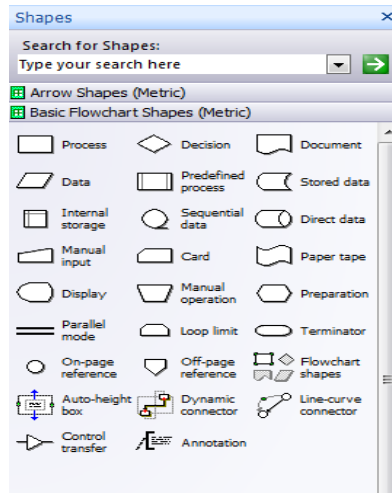 Shapes
Search for Shapes:
Type your search here
Arrow Shapes (Metric)
Basic Flowchart Shapes (Metric)
Process
Decision
Document
Data
Predefined
process
Stored data
Internal
storage
Sequential
data
Direct data
Manual
input
Card
Paper tape
Display
Manual
operation
Preparation
Parallel
mode
Loop limit
Terminator
On-page
reference
Off-page
reference
Flowchart
shapes
Auto-height
box
Dynamic
connector
Line-curve
connector
Control
transfer
Annotation